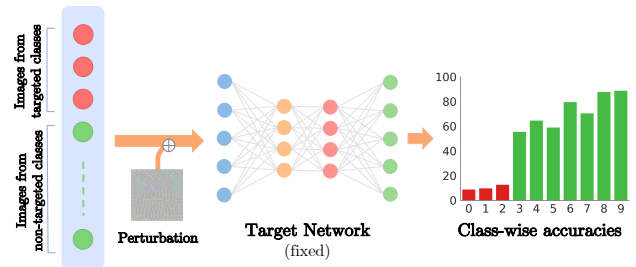 Images from
targeted classes
Images from
non-targeted classes
Perturbation
Target Network
(fixed)
100
80
60
40
20
0
0 1 2 3 4 5 6 7 8 9
Class-wise accuracies